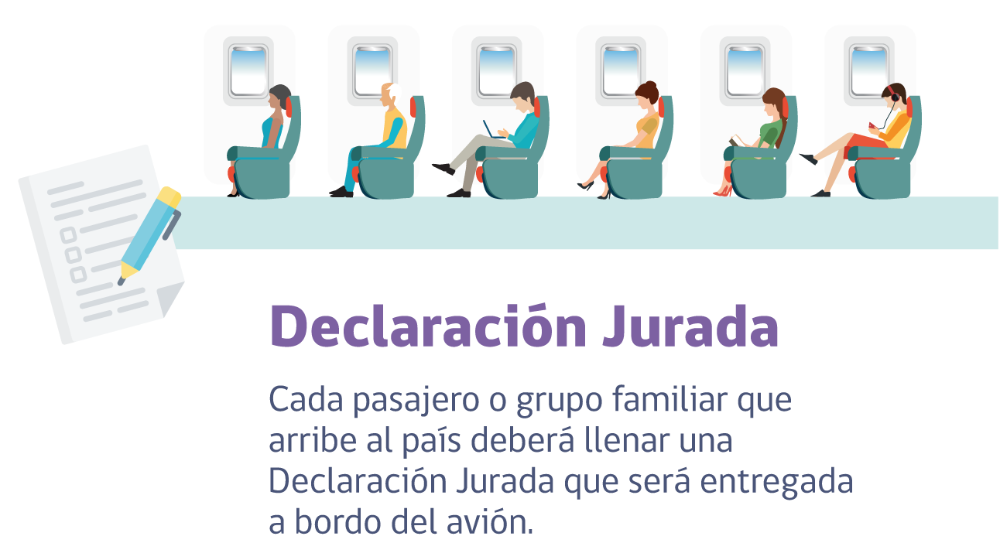 Declaración Jurada
Cada pasajero o grupo familiar que
arribe al país deberá llenar una
Declaración Jurada que será entregada
a bordo del avión.